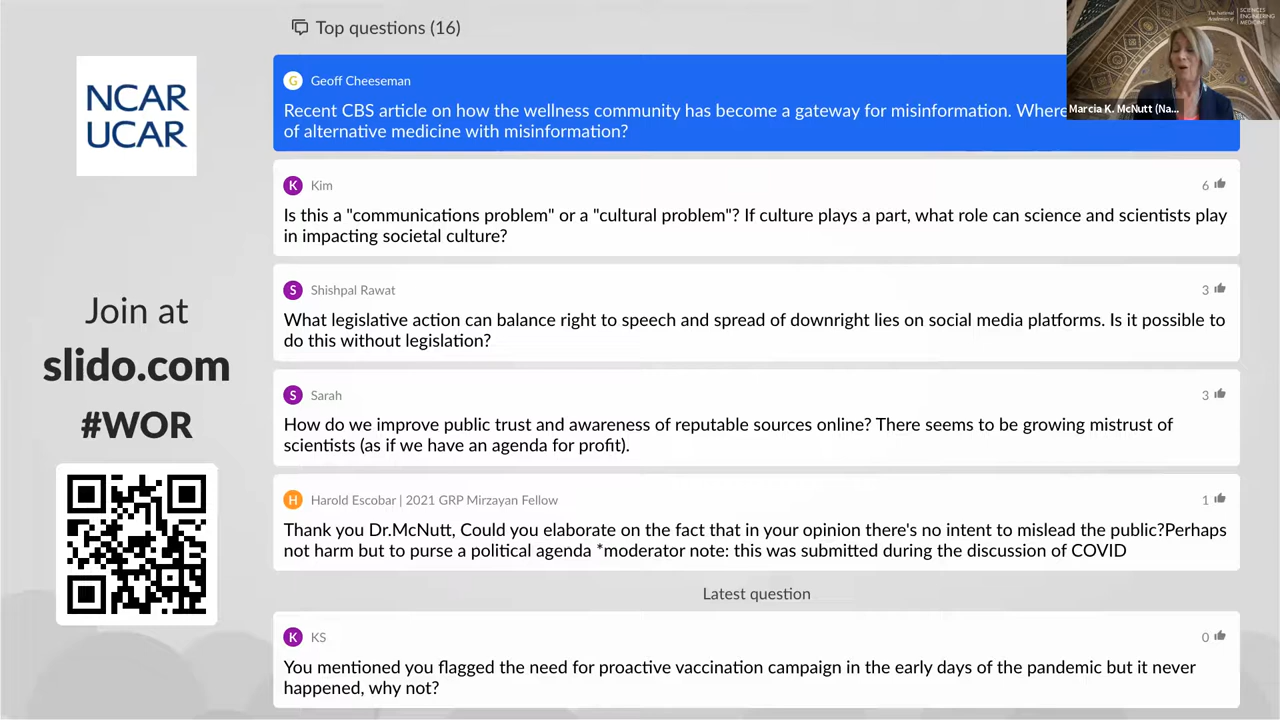 Top questions (16)
The National Academies of
SCIENCES
ENGINEERING
MEDICINE
NCAR
UCAR
G Geoff Cheeseman
Recent CBS article on how the wellness community has become a gateway for misinformation. Where
of alternative medicine with misinformation?
Marcia K. McNutt (Na...
K Kim
6
Is this a "communications problem" or a "cultural problem"? If culture plays a part, what role can science and scientists play
in impacting societal culture?
S Shishpal Rawat
3
What legislative action can balance right to speech and spread of downright lies on social media platforms. Is it possible to
do this without legislation?
Join at
slido.com
#WOR
S Sarah
3
How do we improve public trust and awareness of reputable sources online? There seems to be growing mistrust of
scientists (as if we have an agenda for profit).
H Harold Escobar | 2021 GRP Mirzayan Fellow
1
Thank you Dr.McNutt, Could you elaborate on the fact that in your opinion there's no intent to mislead the public?Perhaps
not harm but to purse a political agenda *moderator note: this was submitted during the discussion of COVID
Latest question
K KS
0
You mentioned you flagged the need for proactive vaccination campaign in the early days of the pandemic but it never
happened, why not?